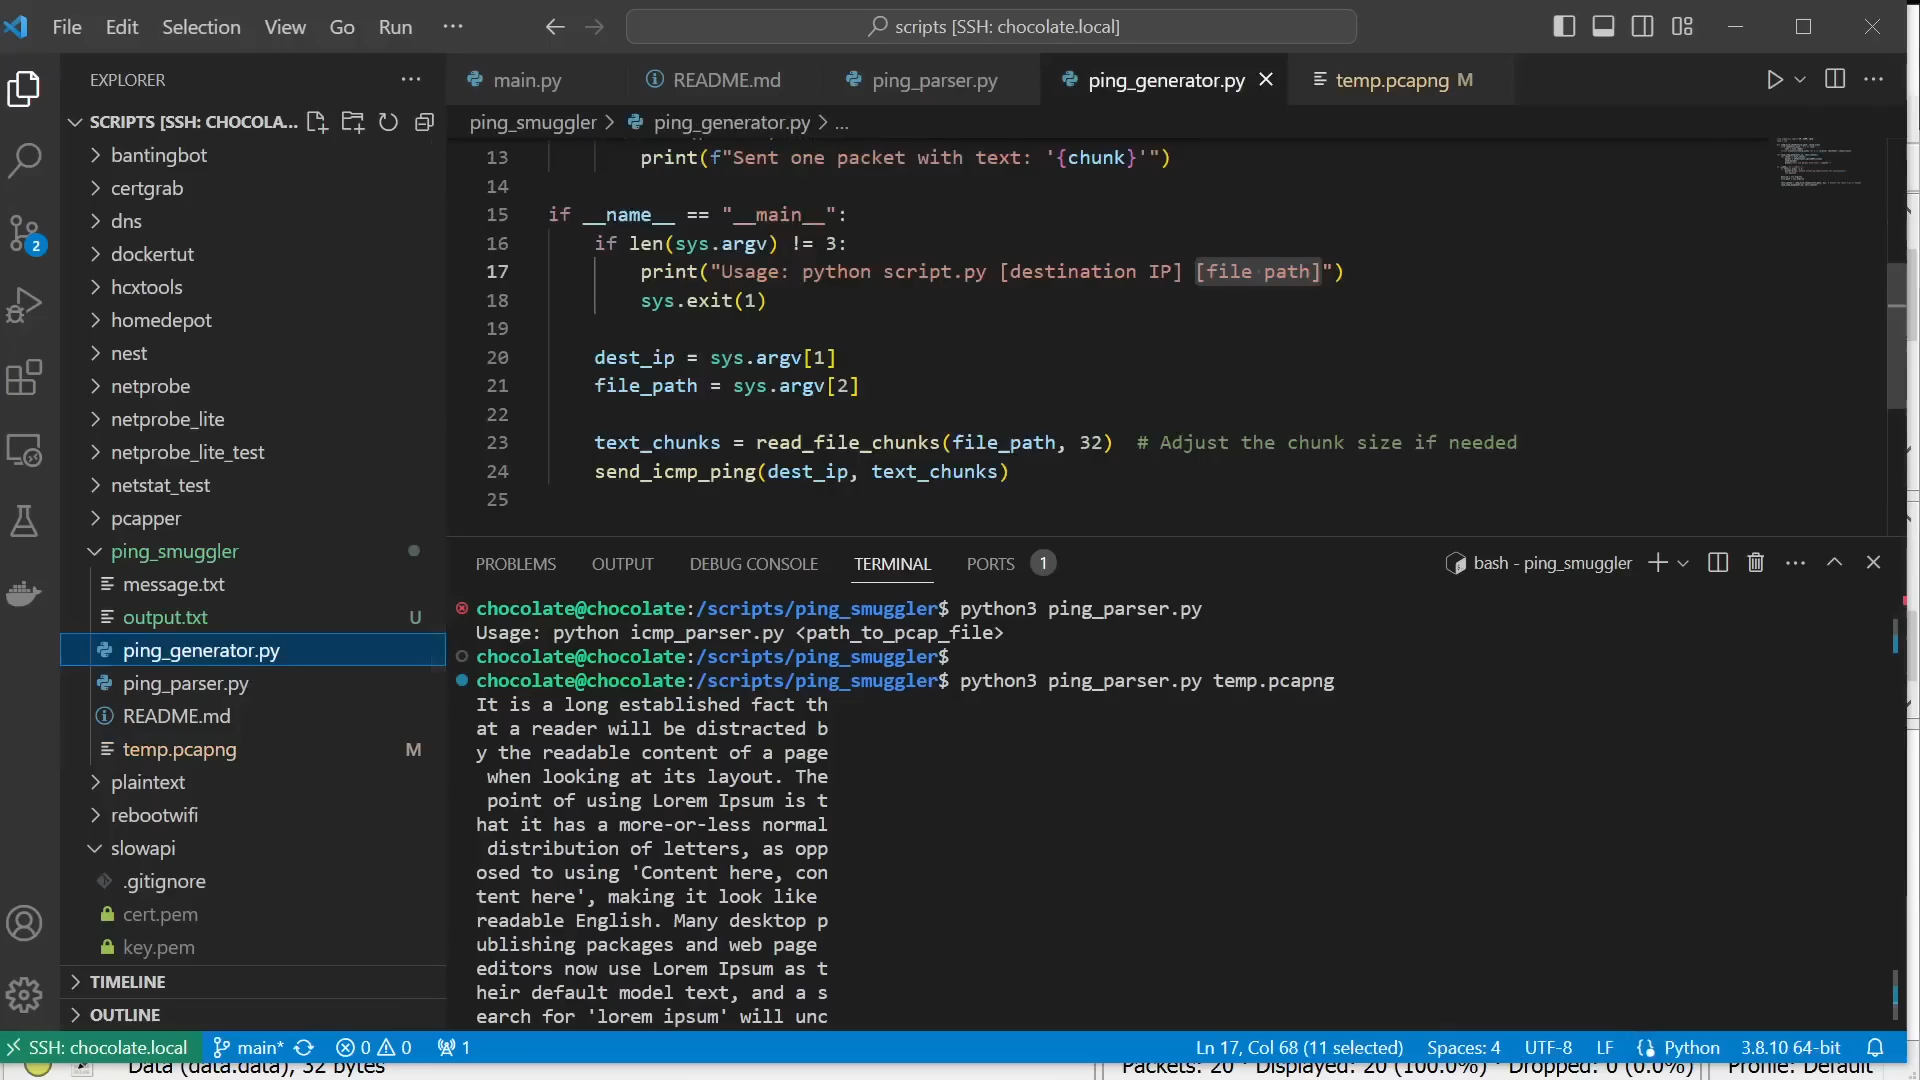 File Edit Selection View Go Run ··· scripts [SSH: chocolate.local]
EXPLORER ···
SCRIPTS [SSH: CHOCOLA...
bantingbot
certgrab
dns
dockertut
hcxtools
homedepot
nest
netprobe
netprobe_lite
netprobe_lite_test
netstat_test
pcapper
ping_smuggler
message.txt
output.txt U
ping_generator.py
ping_parser.py
README.md
temp.pcapng M
plaintext
rebootwifi
slowapi
.gitignore
cert.pem
key.pem
TIMELINE
OUTLINE
2
main.py README.md ping_parser.py ping_generator.py temp.pcapng M
ping_smuggler > ping_generator.py > ...
13 print(f"Sent one packet with text: '{chunk}'")
14
15 if __name__ == "__main__":
16 if len(sys.argv) != 3:
17 print("Usage: python script.py [destination IP] [file path]")
18 sys.exit(1)
19
20 dest_ip = sys.argv[1]
21 file_path = sys.argv[2]
22
23 text_chunks = read_file_chunks(file_path, 32) # Adjust the chunk size if needed
24 send_icmp_ping(dest_ip, text_chunks)
25
PROBLEMS OUTPUT DEBUG CONSOLE TERMINAL PORTS 1 bash - ping_smuggler
chocolate@chocolate:/scripts/ping_smuggler$ python3 ping_parser.py
Usage: python icmp_parser.py <path_to_pcap_file>
chocolate@chocolate:/scripts/ping_smuggler$
chocolate@chocolate:/scripts/ping_smuggler$ python3 ping_parser.py temp.pcapng
It is a long established fact th
at a reader will be distracted b
y the readable content of a page
when looking at its layout. The
point of using Lorem Ipsum is t
hat it has a more-or-less normal
distribution of letters, as opp
osed to using 'Content here, con
tent here', making it look like
readable English. Many desktop p
ublishing packages and web page
editors now use Lorem Ipsum as t
heir default model text, and a s
earch for 'lorem ipsum' will unc
SSH: chocolate.local main* 0 0 1 Ln 17, Col 68 (11 selected) Spaces: 4 UTF-8 LF Python 3.8.10 64-bit
Data (data.data), 32 bytes Packets: 20 · Displayed: 20 (100.0%) · Dropped: 0 (0.0%) Profile: Default